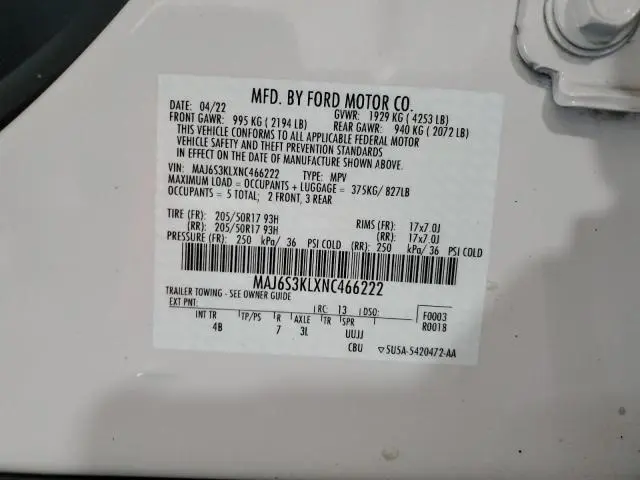 MFD. BY FORD MOTOR CO.
DATE: 04/22 GVWR: 1929 KG ( 4253 LB)
FRONT GAWR: 995 KG ( 2194 LB) REAR GAWR: 940 KG ( 2072 LB)
THIS VEHICLE CONFORMS TO ALL APPLICABLE FEDERAL MOTOR
VEHICLE SAFETY AND THEFT PREVENTION STANDARDS
IN EFFECT ON THE DATE OF MANUFACTURE SHOWN ABOVE.
VIN: MAJ6S3KLXNC466222 TYPE: MPV
MAXIMUM LOAD = OCCUPANTS + LUGGAGE = 375KG/ 827LB
OCCUPANTS = 5 TOTAL; 2 FRONT, 3 REAR
TIRE (FR): 205/50R17 93H RIMS (FR): 17x7.0J
(RR): 205/50R17 93H (RR): 17x7.0J
PRESSURE (FR): 250 kPa/ 36 PSI COLD (RR): 250 kPa/ 36 PSI COLD
MAJ6S3KLXNC466222
TRAILER TOWING - SEE OWNER GUIDE
EXT PNT: RC: 13 DSO: F0003
INT TR TP/PS R AXLE TR SPR R0018
4B 7 3L UUJJ
CBU ▽5U5A-5420472-AA